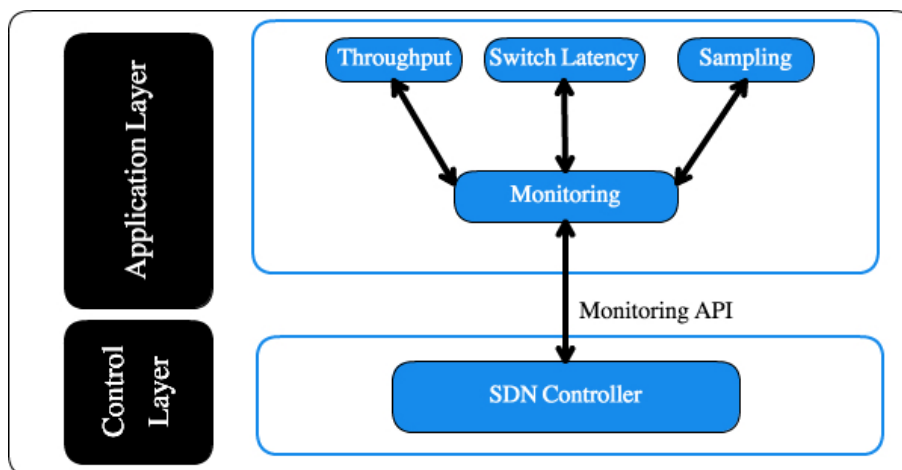 Application Layer
Throughput
Switch Latency
Sampling
Monitoring
Monitoring API
Control
Layer
SDN Controller